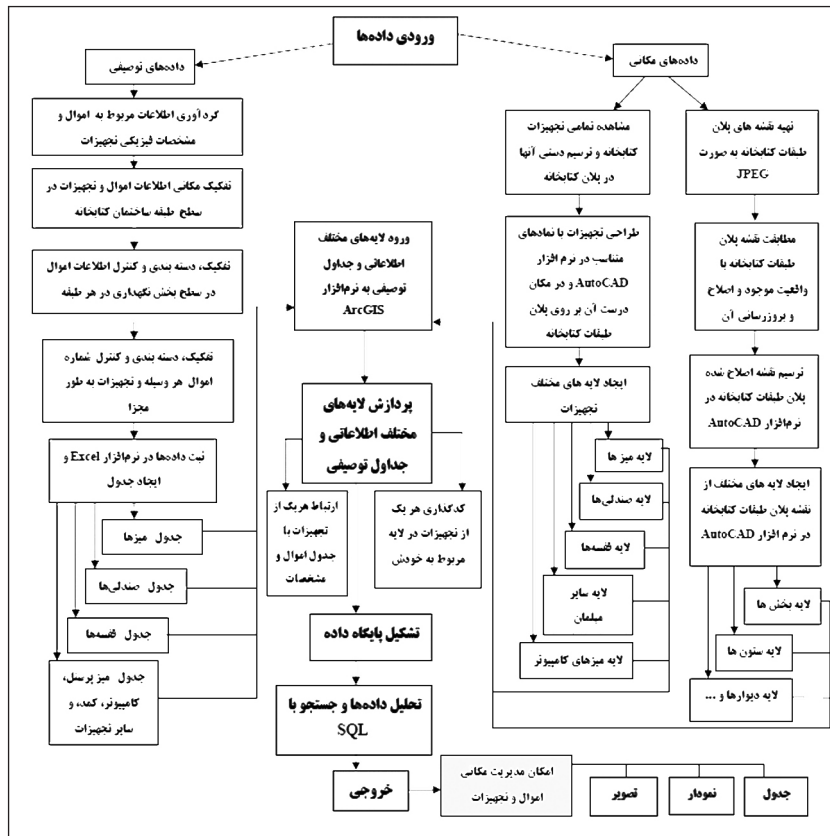 ورودی داده‌ها
داده‌های مکانی
داده‌های توصیفی
تهیه نقشه های پلان
طبقات کتابخانه به صورت
JPEG
مطابقت نقشه پلان
طبقات کتابخانه با
واقعیت موجود و اصلاح
و بروزرسانی آن
ترسیم نقشه اصلاح شده
پلان طبقات کتابخانه در
نرم‌افزار AutoCAD
ایجاد لایه های مختلف از
نقشه پلان طبقات کتابخانه
در نرم افزار AutoCAD
لایه بخش ها
لایه ستون ها
لایه دیوارها و ...
مشاهده تمامی تجهیزات
کتابخانه و ترسیم دستی آنها
در پلان کتابخانه
طراحی تجهیزات با نمادهای
متناسب در نرم افزار
AutoCAD و در مکان
درست آن بر روی پلان
طبقات کتابخانه
ایجاد لایه های مختلف
تجهیزات
لایه میز ها
لایه صندلی‌ها
لایه قفسه‌ها
لایه سایر
مبلمان
لایه میزهای کامپیوتر
گردآوری اطلاعات مربوط به اموال و
مشخصات فیزیکی تجهیزات
تفکیک مکانی اطلاعات اموال و تجهیزات در
سطح طبقه ساختمان کتابخانه
تفکیک، دسته بندی و کنترل اطلاعات اموال
در سطح بخش نگهداری در هر طبقه
تفکیک، دسته بندی و کنترل شماره
اموال هر وسیله و تجهیزات به طور
مجزا
ثبت داده‌ها در نرم‌افزار Excel و
ایجاد جدول
جدول میزها
جدول صندلی‌ها
جدول قفسه‌ها
جدول میز پرسنل،
کامپیوتر، کمد، و
سایر تجهیزات
ورود لایه‌های مختلف
اطلاعاتی و جداول
توصیفی به نرم‌افزار
ArcGIS
پردازش لایه‌های
مختلف اطلاعاتی و
جداول توصیفی
کدگذاری هر یک
از تجهیزات در لایه
مربوط به خودش
ارتباط هریک از
تجهیزات با
جدول اموال و
مشخصات
تشکیل پایگاه داده
تحلیل داده‌ها و جستجو با
SQL
خروجی
امکان مدیریت مکانی
اموال و تجهیزات
جدول
نمودار
تصویر